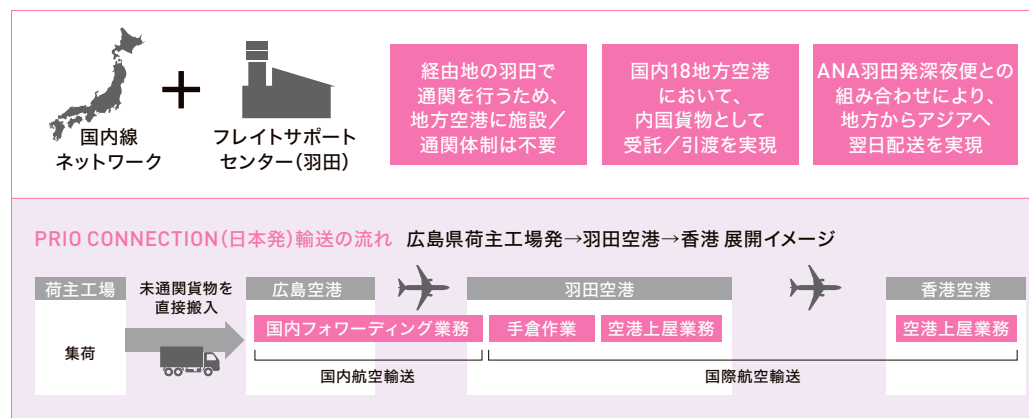 国内線
ネットワーク
フレイトサポート
センター(羽田)
経由地の羽田で
通関を行うため、
地方空港に施設／
通関体制は不要
国内18地方空港
において、
内国貨物として
受託／引渡を実現
ANA羽田発深夜便との
組み合わせにより、
地方からアジアへ
翌日配送を実現
PRIO CONNECTION(日本発)輸送の流れ 広島県荷主工場発→羽田空港→香港 展開イメージ
荷主工場
集荷
未通関貨物を
直接搬入
広島空港
国内フォワーディング業務
羽田空港
手倉作業
空港上屋業務
香港空港
空港上屋業務
国内航空輸送
国際航空輸送